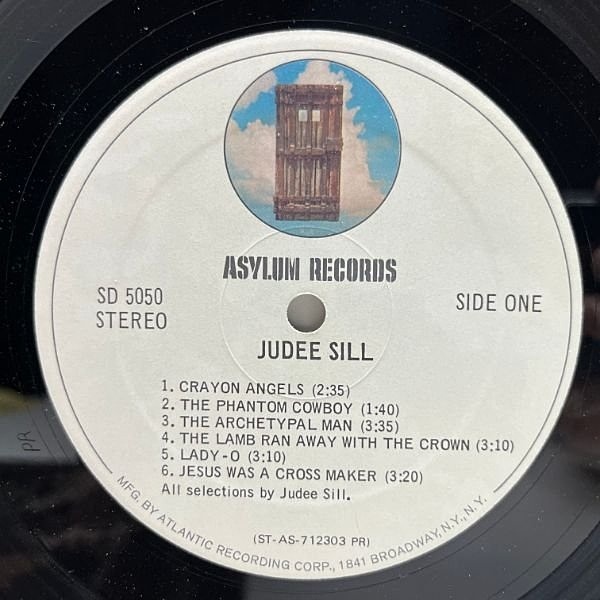 ASYLUM RECORDS
SD 5050
STEREO
SIDE ONE
JUDEE SILL
1. CRAYON ANGELS (2:35)
2. THE PHANTOM COWBOY (1:40)
3. THE ARCHETYPAL MAN (3:35)
4. THE LAMB RAN AWAY WITH THE CROWN (3:10)
5. LADY-O (3:10)
6. JESUS WAS A CROSS MAKER (3:20)
All selections by Judee Sill.
(ST-AS-712303 PR)
MFG. BY ATLANTIC RECORDING CORP., 1841 BROADWAY, N.Y., N.Y.
PR